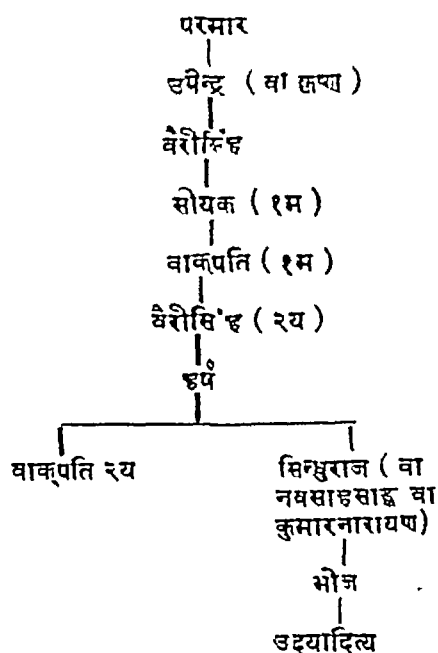 परमार
उपेन्द्र ( वा कृष्ण )
वैरीसिंह
सोयक ( १म )
वाक्‌पति ( १म )
वैरीसिंह ( २य )
हर्ष
वाक्‌पति २य
सिन्धुराज ( वा
नवसाहसाङ्क वा
कुमारनारायण)
भोज
उदयादित्य